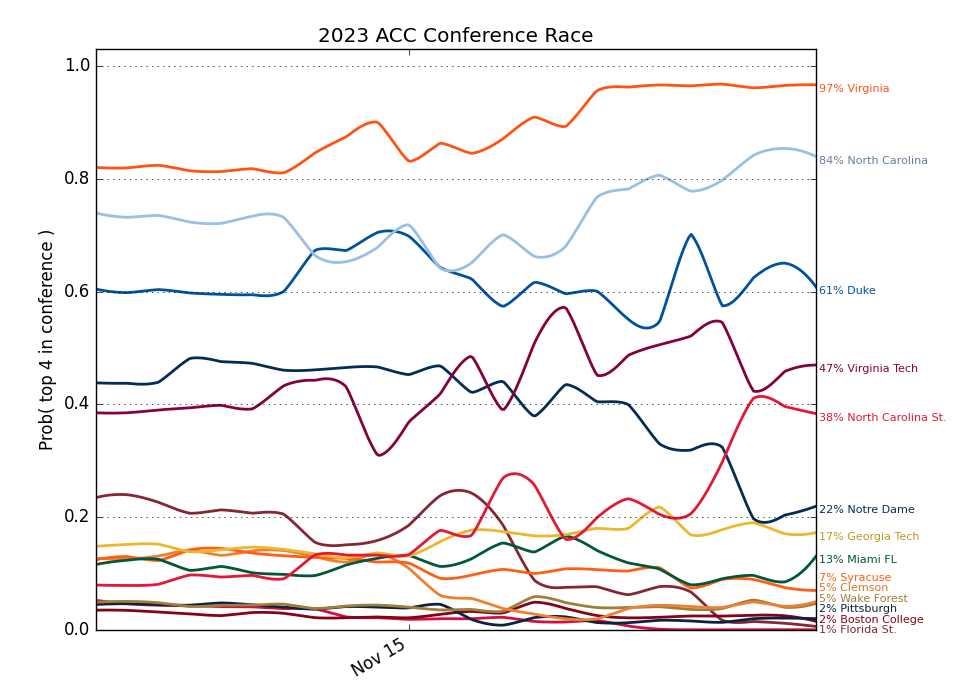 2023 ACC Conference Race
Prob( top 4 in conference )
1.0
0.8
0.6
0.4
0.2
0.0
Nov 15
97% Virginia
84% North Carolina
61% Duke
47% Virginia Tech
38% North Carolina St.
22% Notre Dame
17% Georgia Tech
13% Miami FL
7% Syracuse
5% Clemson
5% Wake Forest
2% Pittsburgh
2% Boston College
1% Florida St.